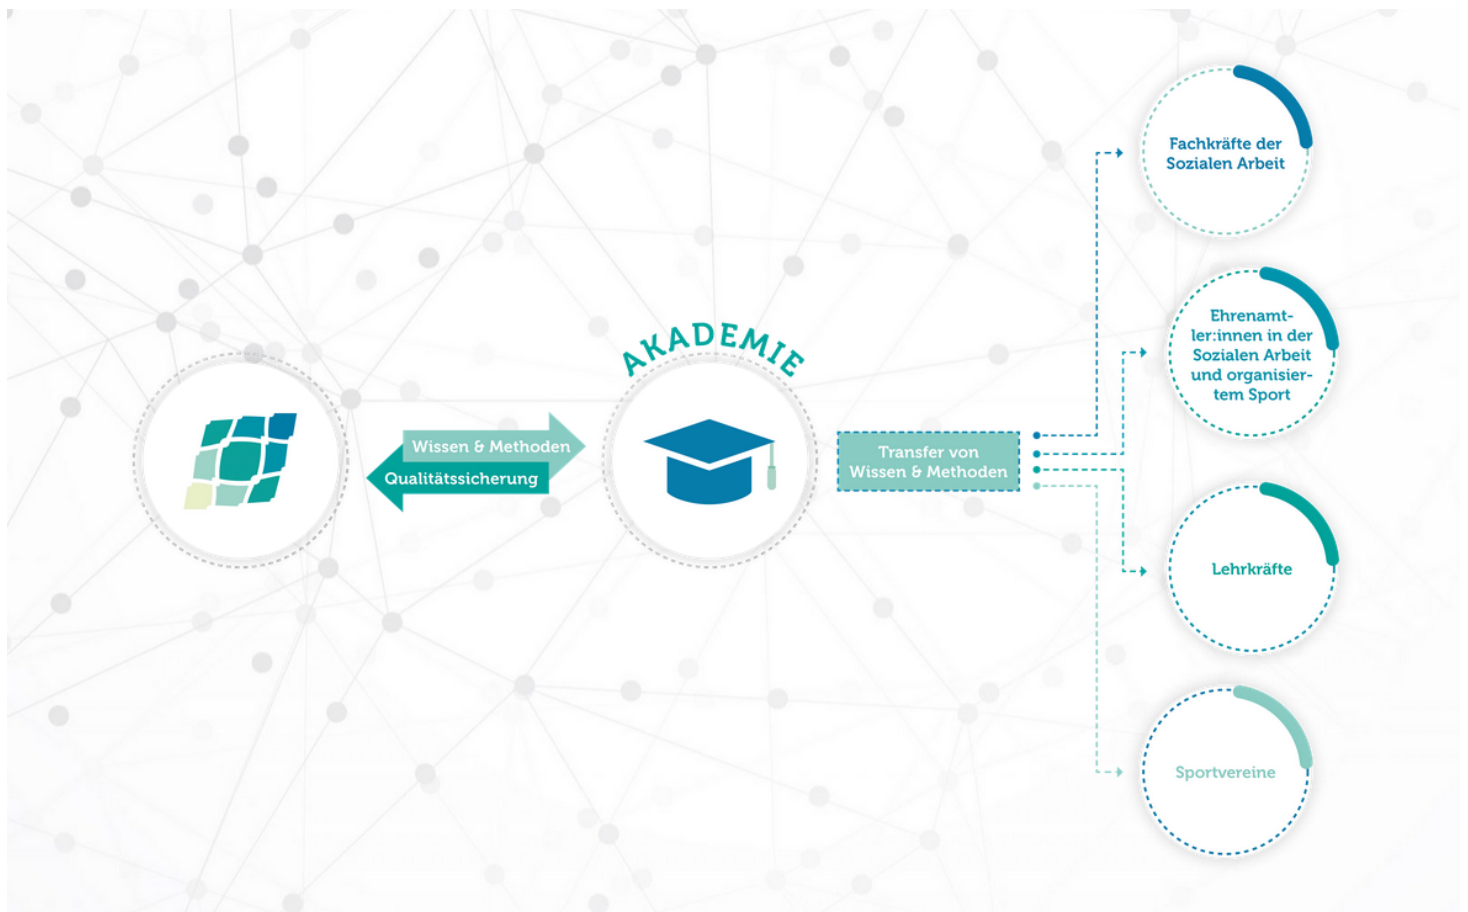 AKADEMIE
Wissen & Methoden
Qualitätssicherung
Transfer von
Wissen & Methoden
Fachkräfte der
Sozialen Arbeit
Ehrenamt-
ler:innen in der
Sozialen Arbeit
und organisier-
tem Sport
Lehrkräfte
Sportvereine